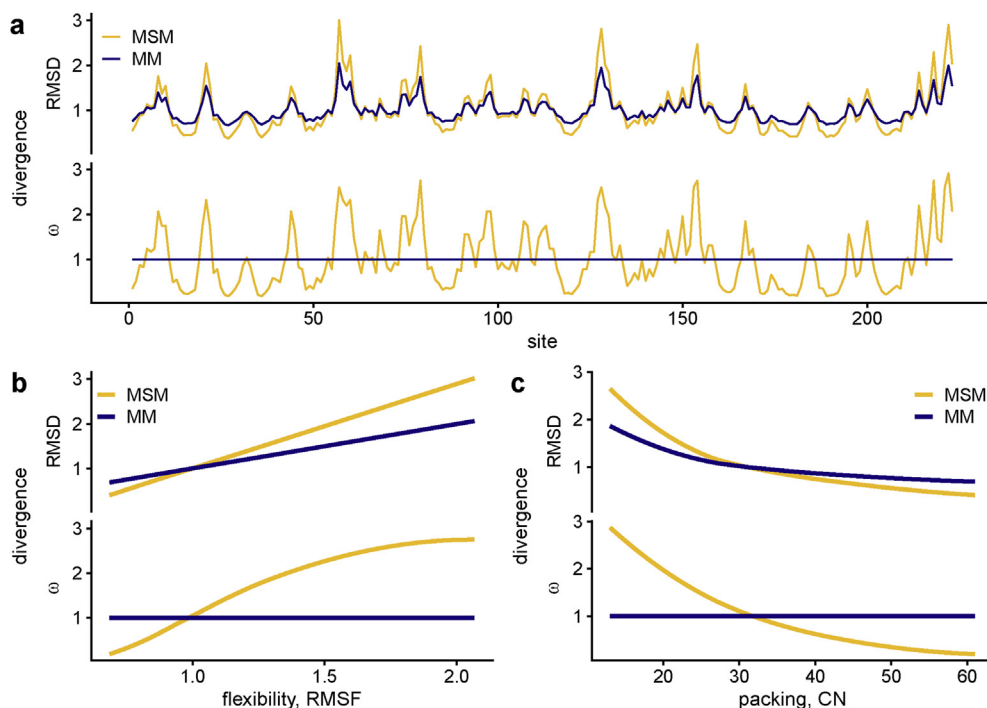 a
MSM
MM
3
2
1
RMSD
divergence
3
2
1
ω
0 50 100 150 200
site
b
MSM
MM
3
2
1
RMSD
divergence
3
2
1
ω
1.0 1.5 2.0
flexibility, RMSF
c
MSM
MM
3
2
1
RMSD
divergence
3
2
1
ω
20 30 40 50 60
packing, CN